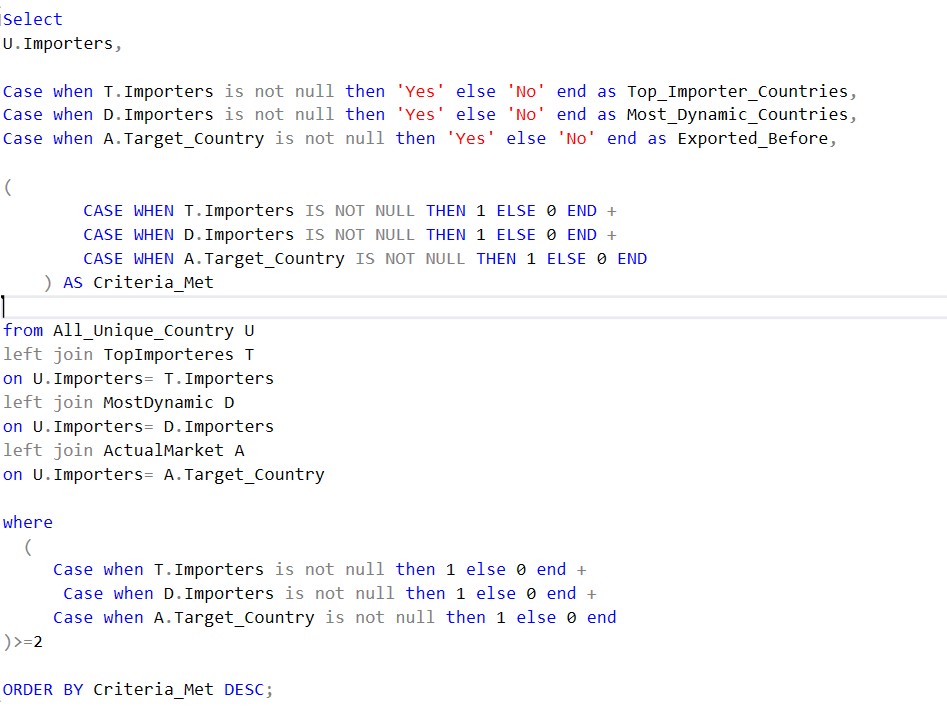 Select
U.Importers,
Case when T.Importers is not null then 'Yes' else 'No' end as Top_Importer_Countries,
Case when D.Importers is not null then 'Yes' else 'No' end as Most_Dynamic_Countries,
Case when A.Target_Country is not null then 'Yes' else 'No' end as Exported_Before,
(
CASE WHEN T.Importers IS NOT NULL THEN 1 ELSE 0 END +
CASE WHEN D.Importers IS NOT NULL THEN 1 ELSE 0 END +
CASE WHEN A.Target_Country IS NOT NULL THEN 1 ELSE 0 END
) AS Criteria_Met
from All_Unique_Country U
left join TopImporteres T
on U.Importers= T.Importers
left join MostDynamic D
on U.Importers= D.Importers
left join ActualMarket A
on U.Importers= A.Target_Country
where
(
Case when T.Importers is not null then 1 else 0 end +
Case when D.Importers is not null then 1 else 0 end +
Case when A.Target_Country is not null then 1 else 0 end
)>=2
ORDER BY Criteria_Met DESC;